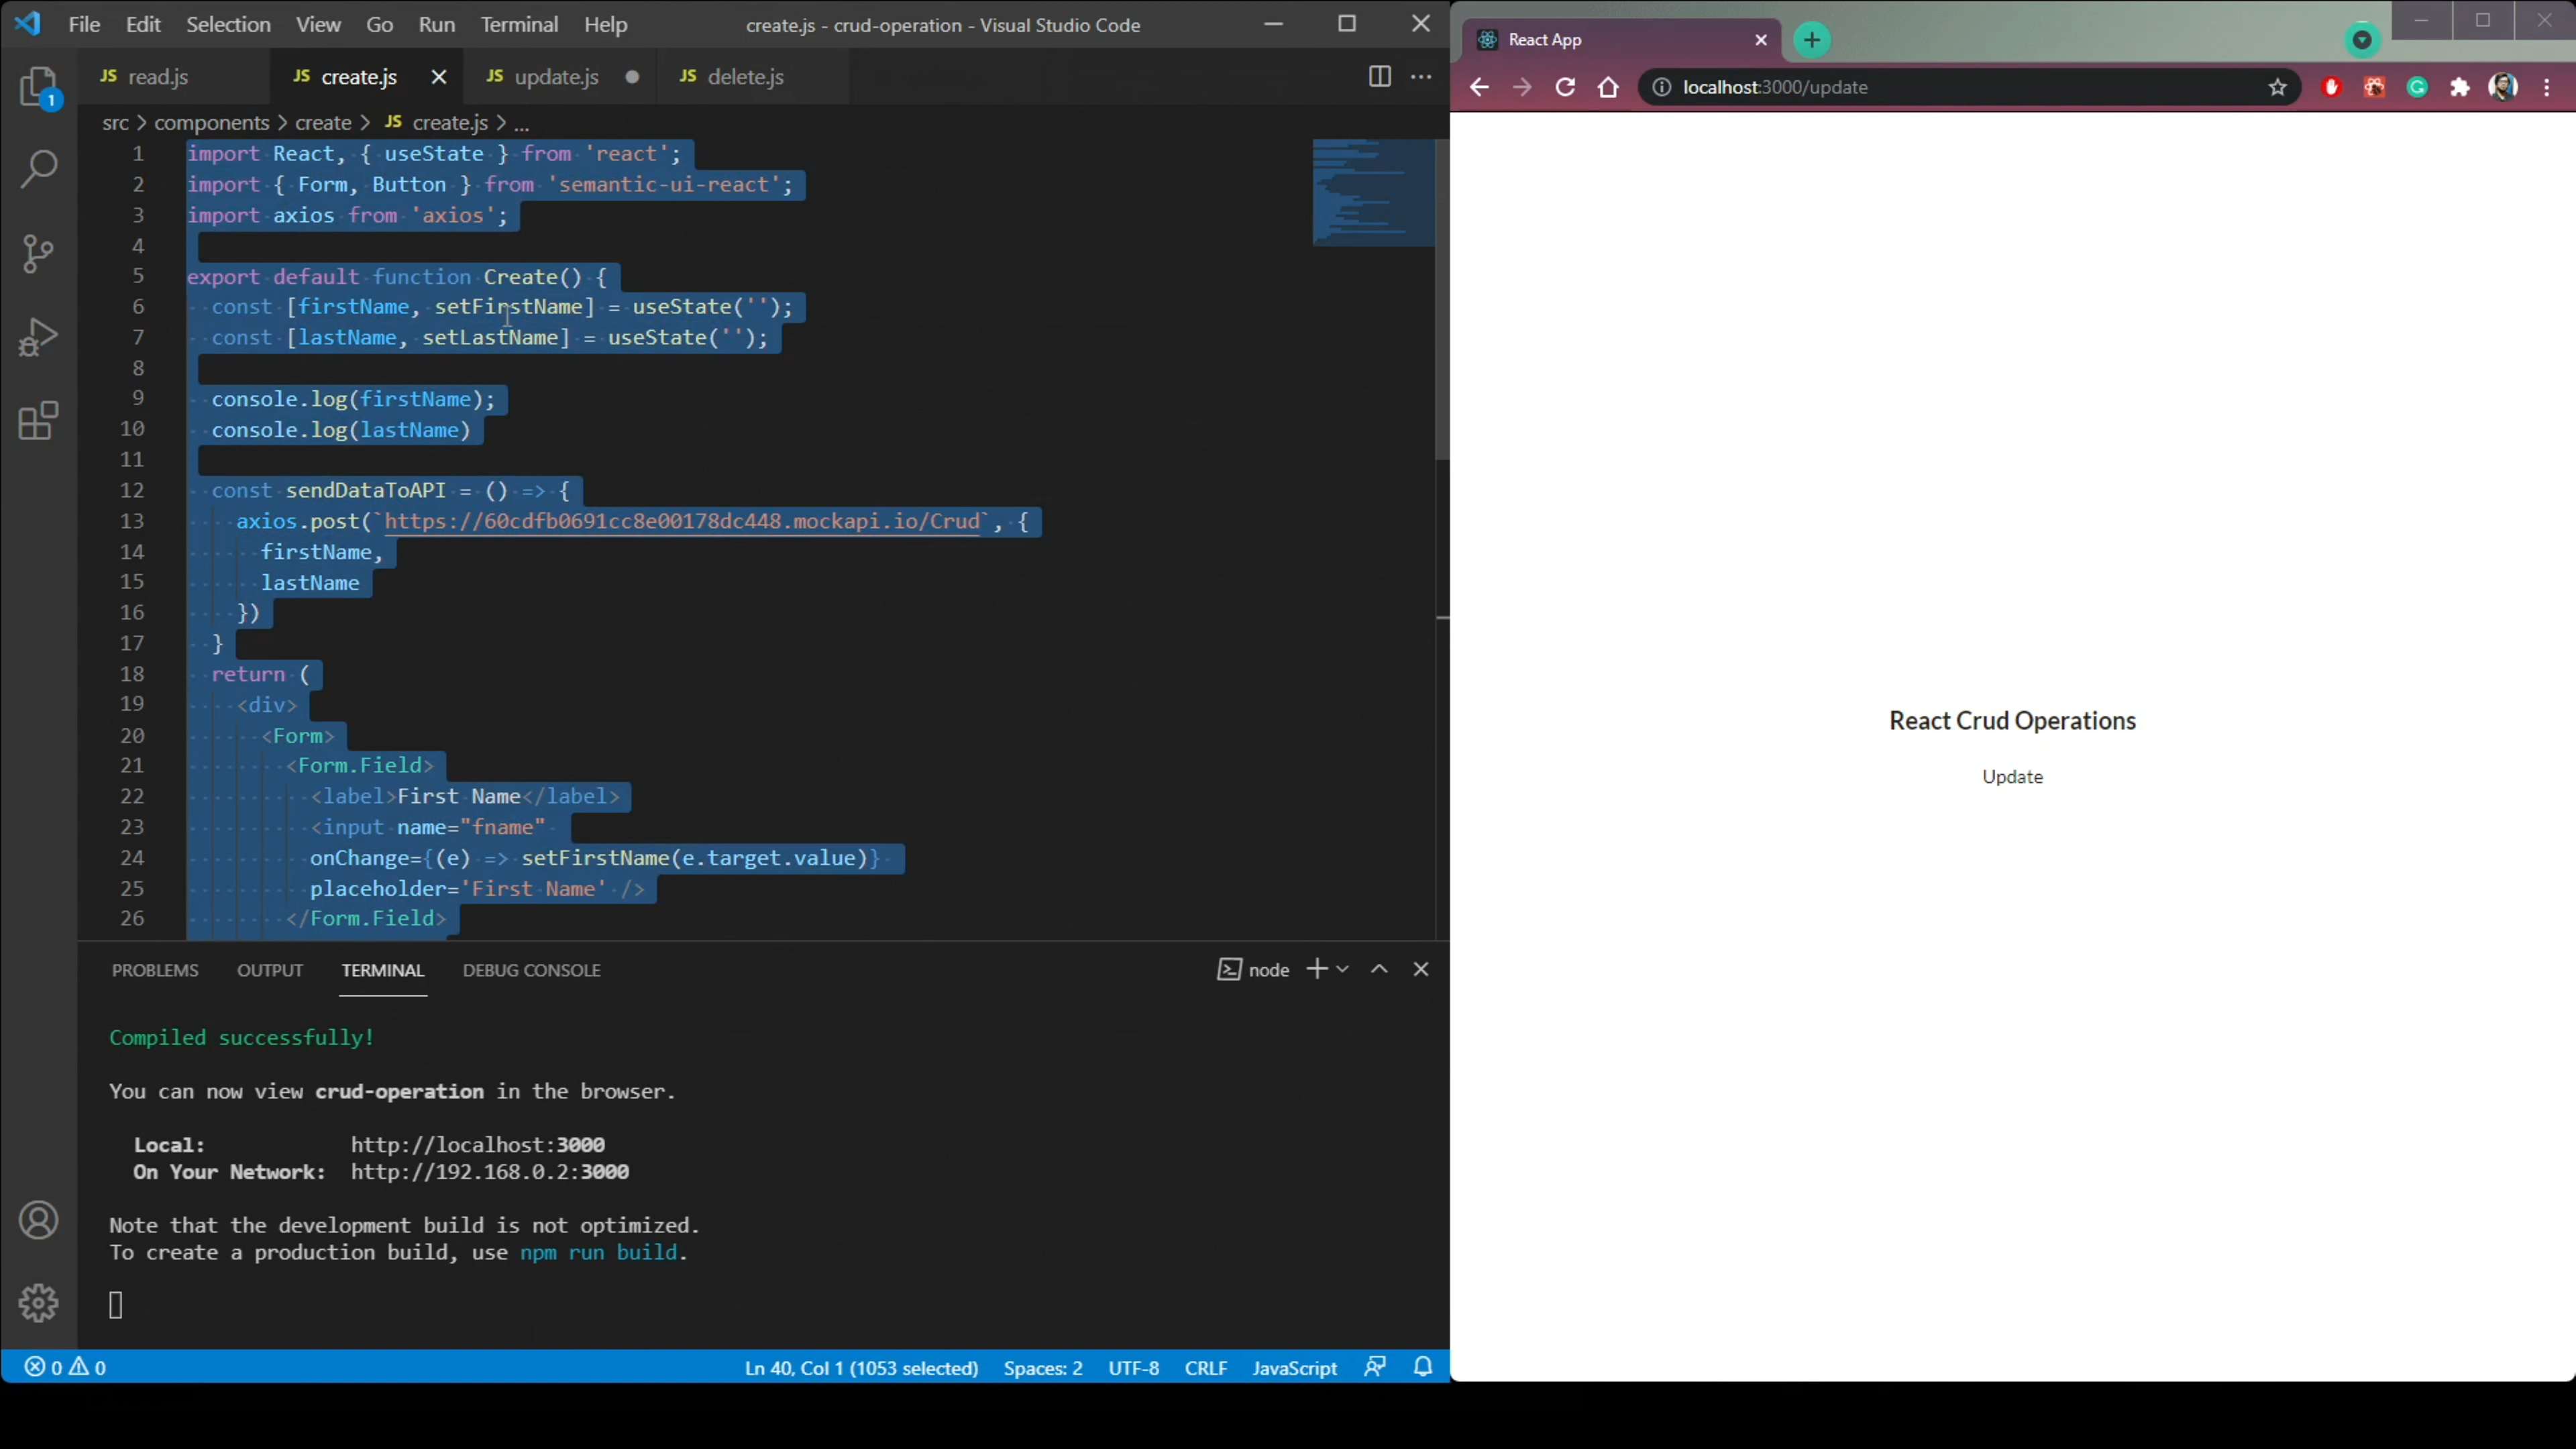 File Edit Selection View Go Run Terminal Help create.js - crud-operation - Visual Studio Code
JS read.js JS create.js JS update.js JS delete.js
1
src > components > create > JS create.js > ...
1 import React, { useState } from 'react';
2 import { Form, Button } from 'semantic-ui-react';
3 import axios from 'axios';
4
5 export default function Create() {
6 const [firstName, setFirstName] = useState('');
7 const [lastName, setLastName] = useState('');
8
9 console.log(firstName);
10 console.log(lastName)
11
12 const sendDataToAPI = () => {
13 axios.post(`https://60cdfb0691cc8e00178dc448.mockapi.io/Crud`, {
14 firstName,
15 lastName
16 })
17 }
18 return (
19 <div>
20 <Form>
21 <Form.Field>
22 <label>First Name</label>
23 <input name="fname"
24 onChange={(e) => setFirstName(e.target.value)}
25 placeholder='First Name' />
26 </Form.Field>
PROBLEMS OUTPUT TERMINAL DEBUG CONSOLE node
Compiled successfully!
You can now view crud-operation in the browser.
Local: http://localhost:3000
On Your Network: http://192.168.0.2:3000
Note that the development build is not optimized.
To create a production build, use npm run build.
0 0 Ln 40, Col 1 (1053 selected) Spaces: 2 UTF-8 CRLF JavaScript
React App
localhost:3000/update
React Crud Operations
Update